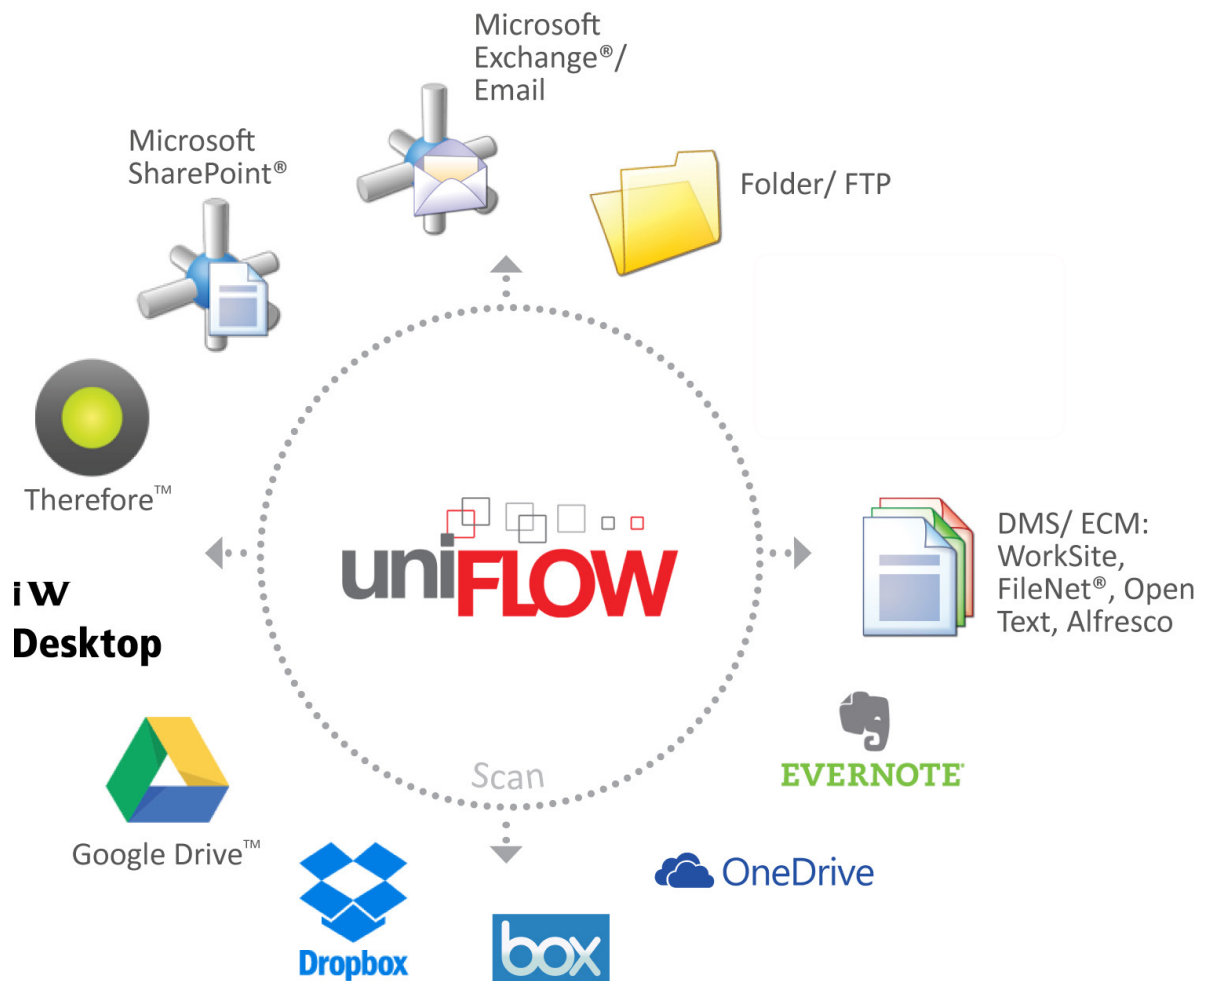 Microsoft
Exchange®/
Email
Microsoft
SharePoint®
Folder/ FTP
Therefore™
uniFLOW
DMS/ ECM:
WorkSite,
FileNet®, Open
Text, Alfresco
iW
Desktop
EVERNOTE®
Scan
Google Drive™
OneDrive
Dropbox
box